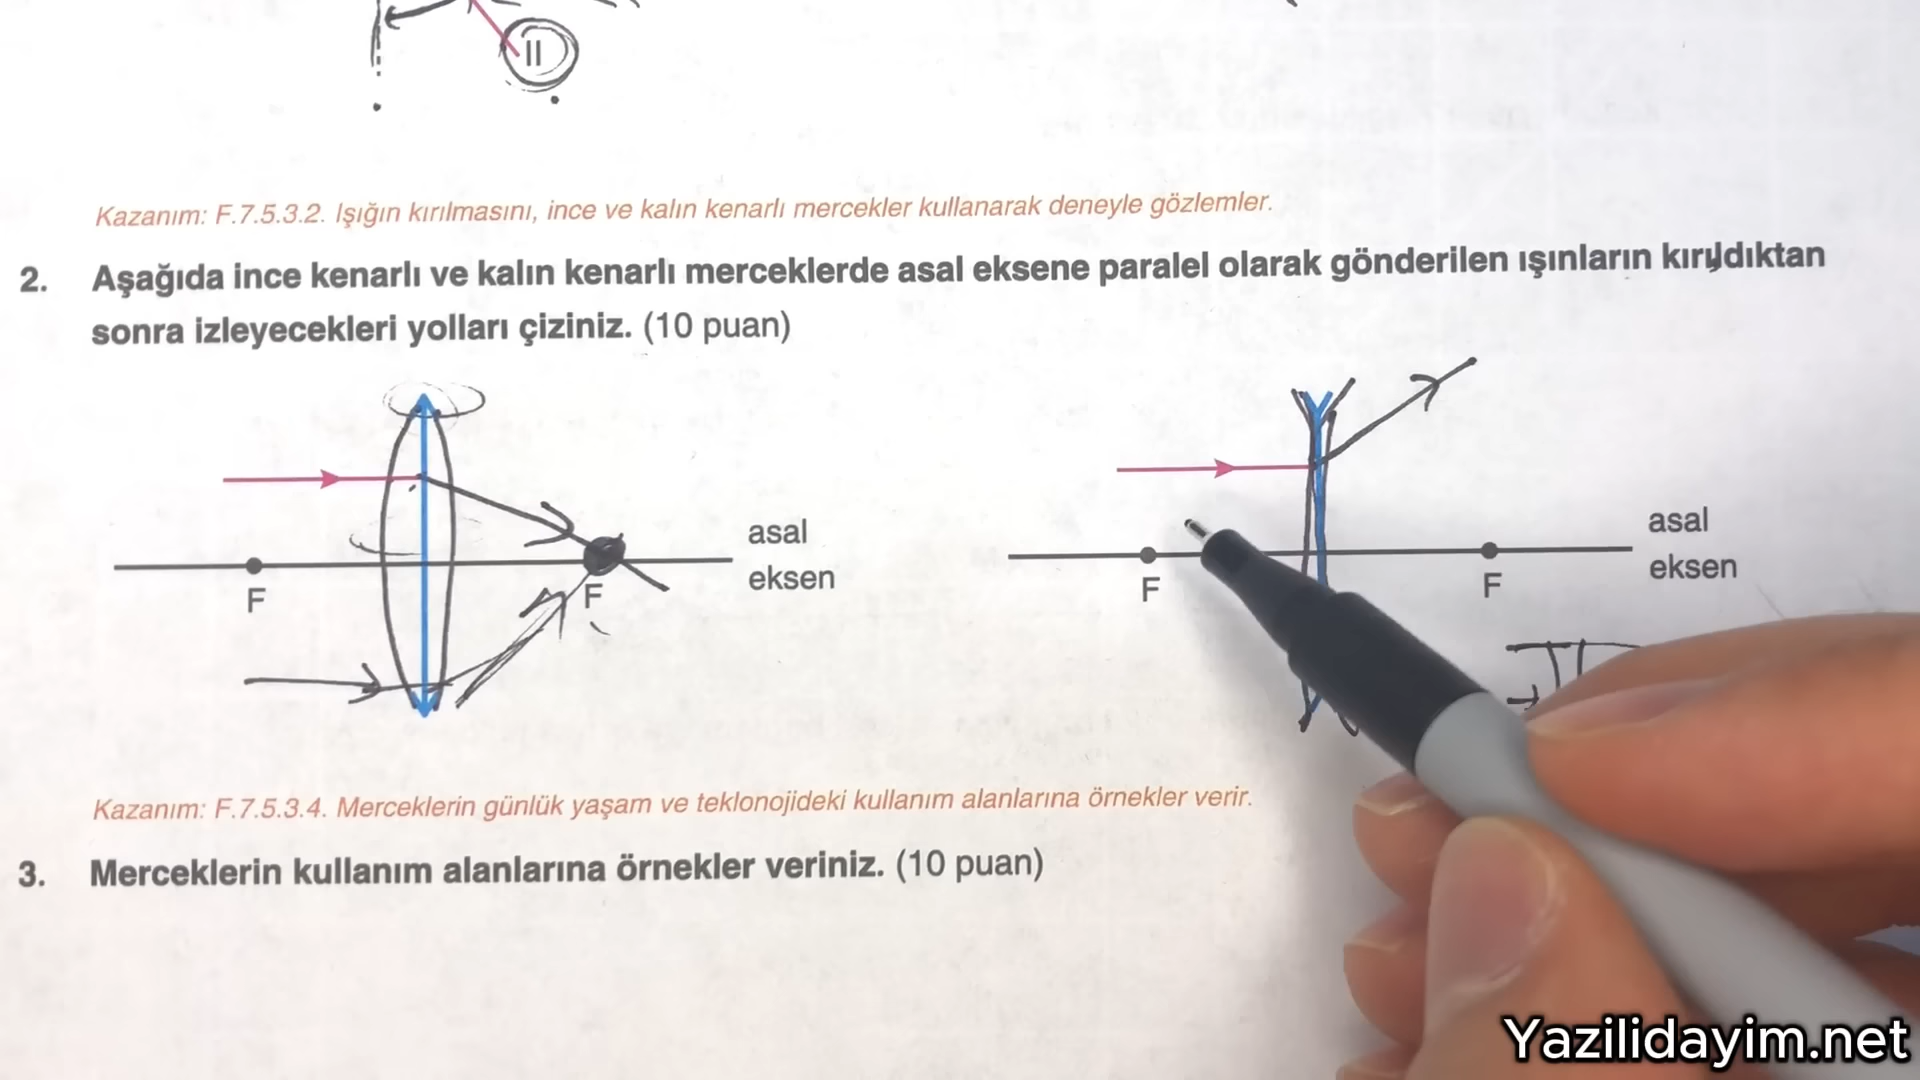 II
Kazanım: F.7.5.3.2. Işığın kırılmasını, ince ve kalın kenarlı mercekler kullanarak deneyle gözlemler.
2. Aşağıda ince kenarlı ve kalın kenarlı merceklerde asal eksene paralel olarak gönderilen ışınların kırıldıktan
sonra izleyecekleri yolları çiziniz. (10 puan)
asal
eksen
F
F
asal
eksen
F
F
Kazanım: F.7.5.3.4. Merceklerin günlük yaşam ve teklonojideki kullanım alanlarına örnekler verir.
3. Merceklerin kullanım alanlarına örnekler veriniz. (10 puan)
Yazilidayim.net